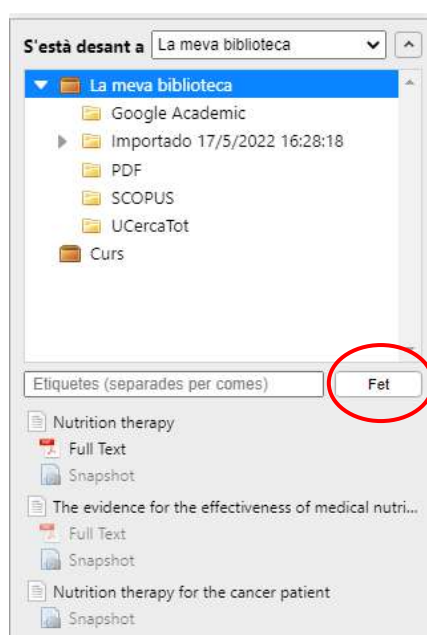 S'està desant a La meva biblioteca
La meva biblioteca
Google Academic
Importado 17/5/2022 16:28:18
PDF
SCOPUS
UCercaTot
Curs
Etiquetes (separades per comes) Fet
Nutrition therapy
Full Text
Snapshot
The evidence for the effectiveness of medical nutri...
Full Text
Snapshot
Nutrition therapy for the cancer patient
Snapshot